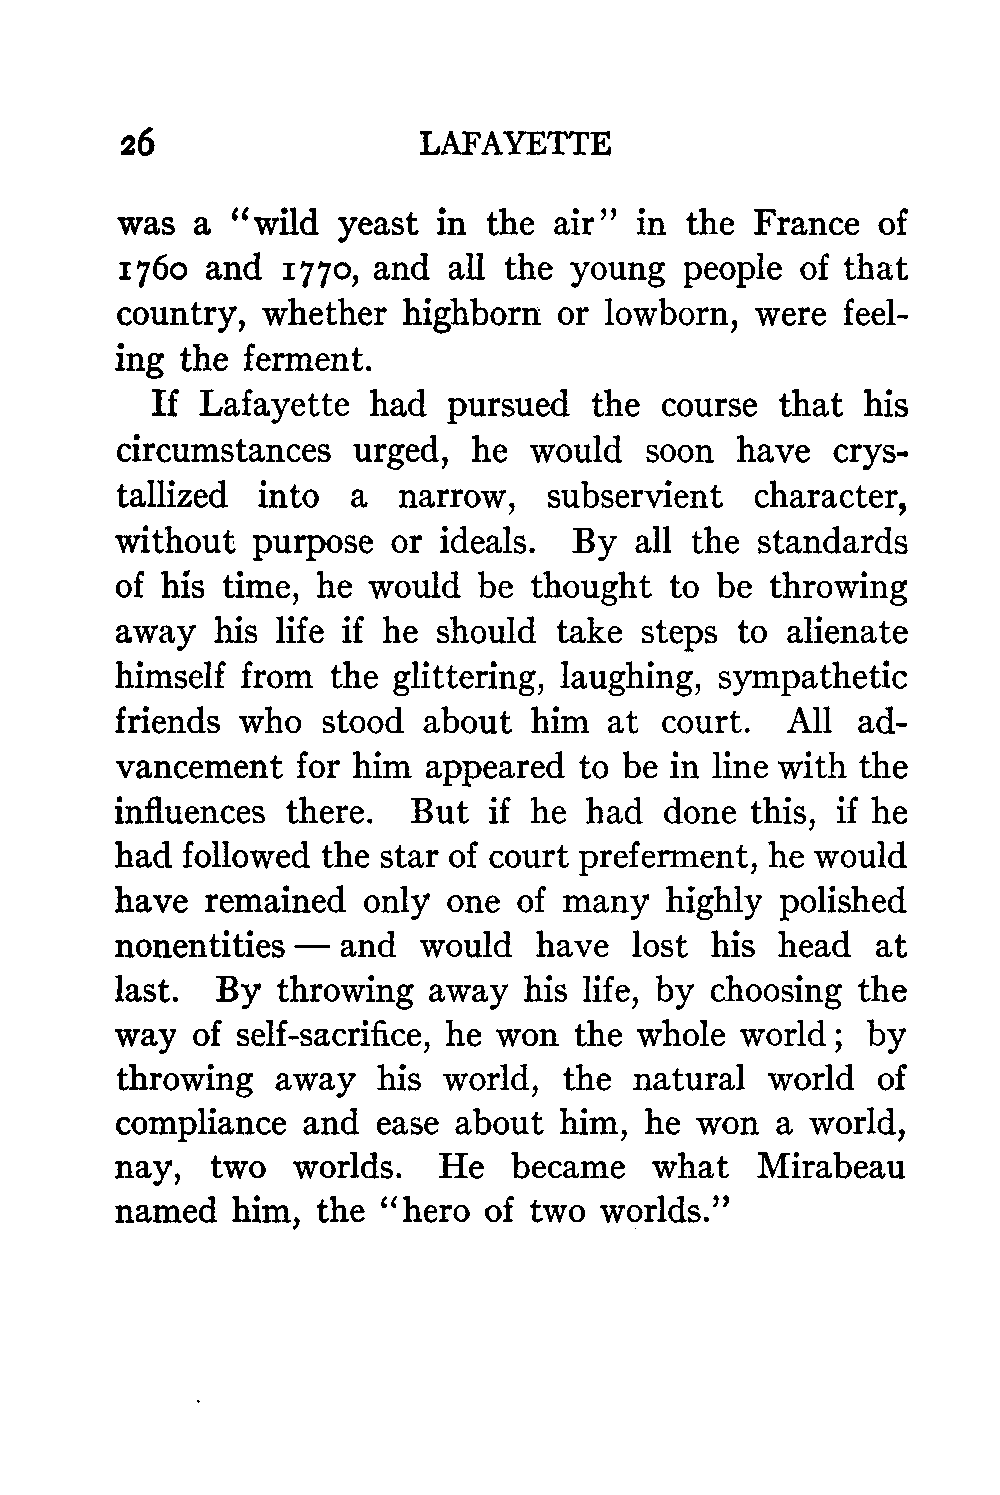 26 LAFAYETTE
was a "wild yeast in the air" in the France of
1760 and 1770, and all the young people of that
country, whether highborn or lowborn, were feel-
ing the ferment.
If Lafayette had pursued the course that his
circumstances urged, he would soon have crys-
tallized into a narrow, subservient character,
without purpose or ideals. By all the standards
of his time, he would be thought to be throwing
away his life if he should take steps to alienate
himself from the glittering, laughing, sympathetic
friends who stood about him at court. All ad-
vancement for him appeared to be in line with the
influences there. But if he had done this, if he
had followed the star of court preferment, he would
have remained only one of many highly polished
nonentities — and would have lost his head at
last. By throwing away his life, by choosing the
way of self-sacrifice, he won the whole world; by
throwing away his world, the natural world of
compliance and ease about him, he won a world,
nay, two worlds. He became what Mirabeau
named him, the "hero of two worlds."